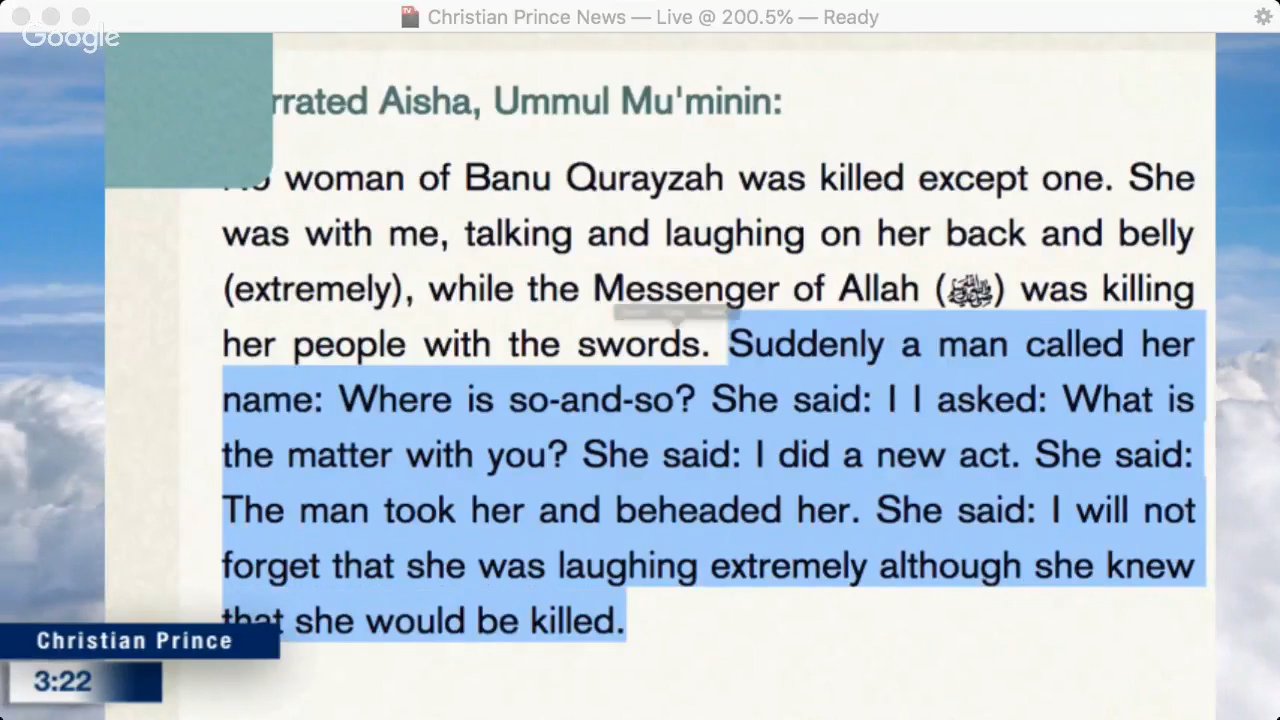 Christian Prince News — Live @ 200.5% — Ready
Google
rrated Aisha, Ummul Mu'minin:
woman of Banu Qurayzah was killed except one. She
was with me, talking and laughing on her back and belly
(extremely), while the Messenger of Allah (ﷺ) was killing
her people with the swords. Suddenly a man called her
name: Where is so-and-so? She said: I I asked: What is
the matter with you? She said: I did a new act. She said:
The man took her and beheaded her. She said: I will not
forget that she was laughing extremely although she knew
that she would be killed.
Christian Prince
3:22